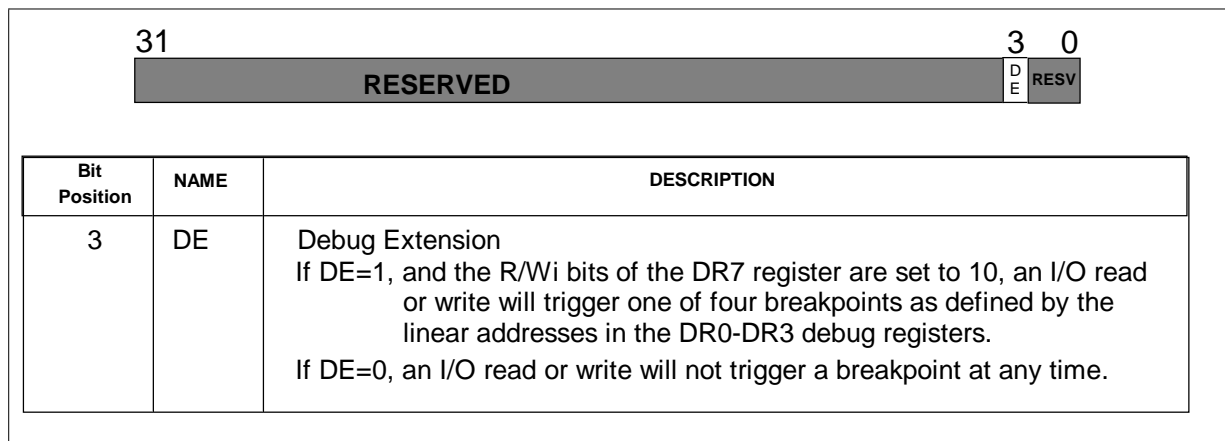 31 3 0
RESERVED D E RESV
Bit Position NAME DESCRIPTION
3 DE Debug Extension
If DE=1, and the R/Wi bits of the DR7 register are set to 10, an I/O read
or write will trigger one of four breakpoints as defined by the
linear addresses in the DR0-DR3 debug registers.
If DE=0, an I/O read or write will not trigger a breakpoint at any time.